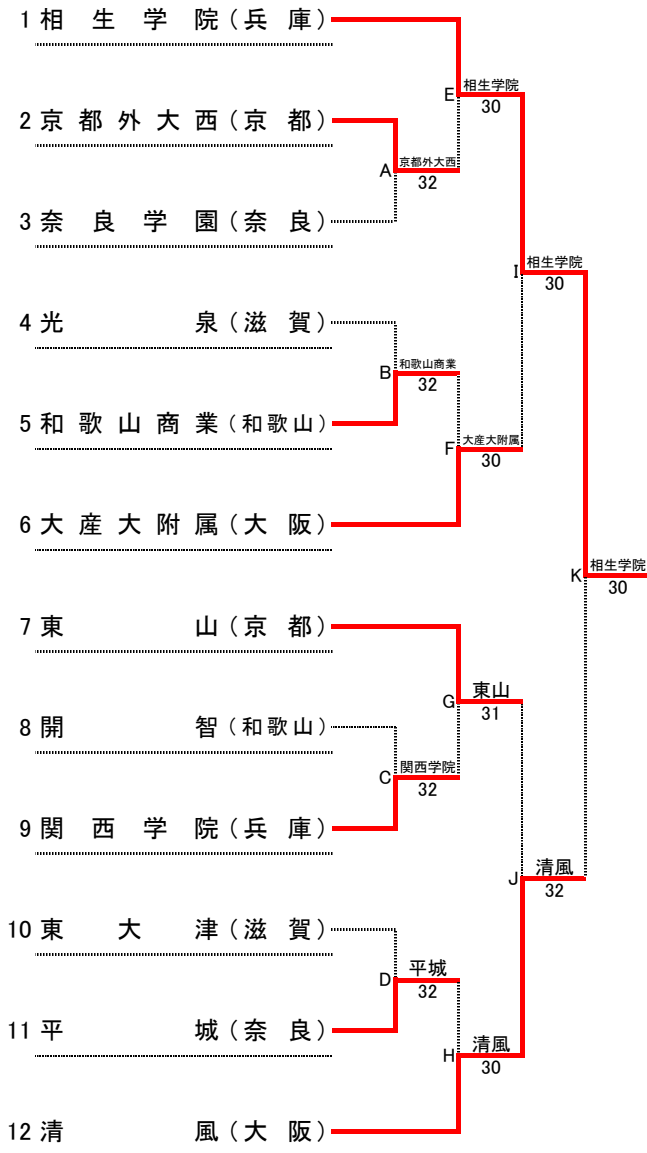 1 相生学院(兵庫)
相生学院
E
30
2 京都外大西(京都)
京都外大西
A
32
3 奈良学園(奈良)
相生学院
I
30
4 光泉(滋賀)
和歌山商業
B
32
5 和歌山商業(和歌山)
大産大附属
F
30
6 大産大附属(大阪)
相生学院
K
30
7 東山(京都)
東山
G
31
8 開智(和歌山)
関西学院
C
32
9 関西学院(兵庫)
清風
J
32
10 東大津(滋賀)
平城
D
32
11 平城(奈良)
清風
H
30
12 清風(大阪)